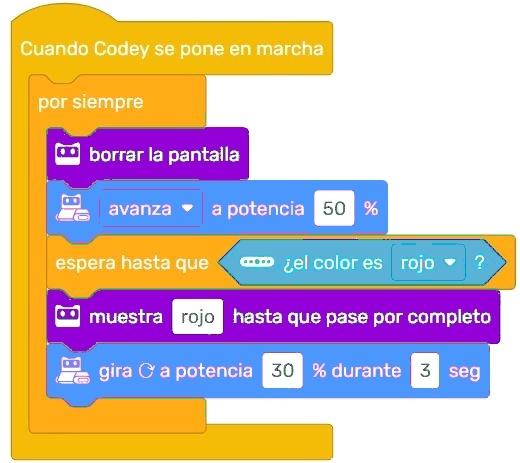 Cuando Codey se pone en marcha
por siempre
borrar la pantalla
avanza a potencia 50 %
espera hasta que ¿el color es rojo ?
muestra rojo hasta que pase por completo
gira a potencia 30 % durante 3 seg